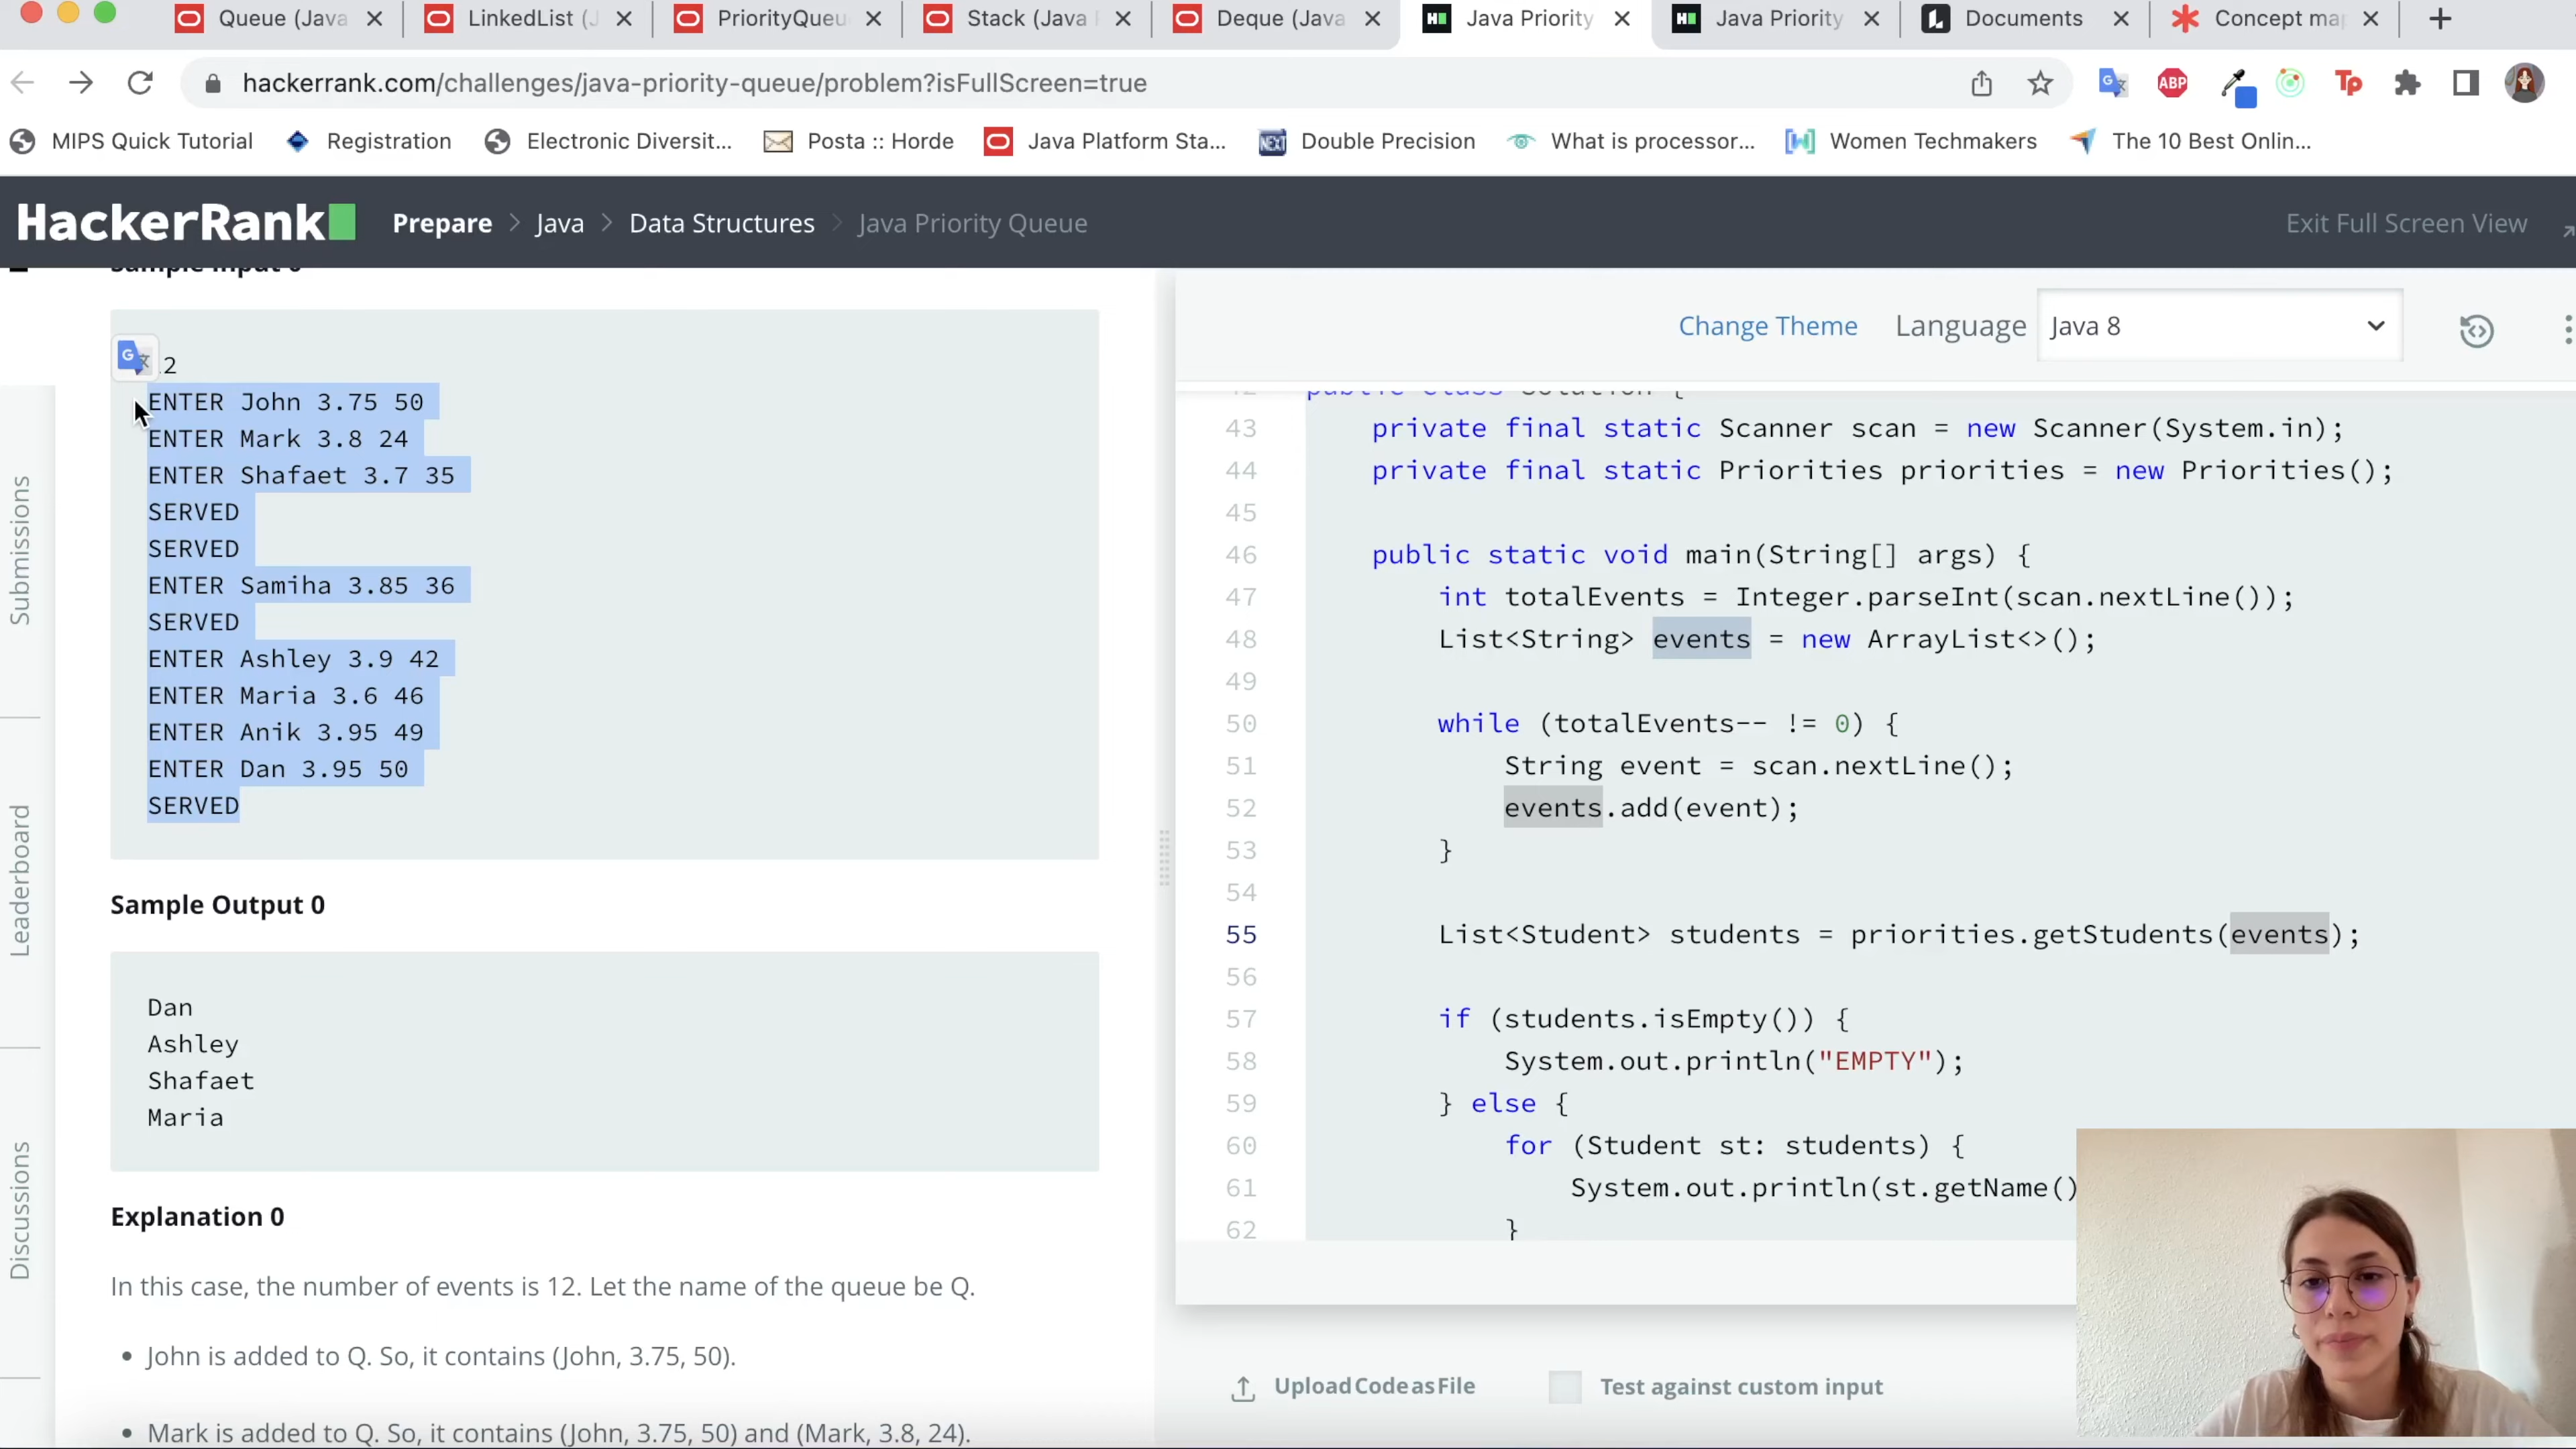 Queue (Java
LinkedList (J
PriorityQueu
Stack (Java
Deque (Java
Java Priority
Java Priority
Documents
Concept ma
hackerrank.com/challenges/java-priority-queue/problem?isFullScreen=true
ABP
Tp
MIPS Quick Tutorial
Registration
Electronic Diversit...
Posta :: Horde
Java Platform Sta...
NEXT
Double Precision
What is processor...
Women Techmakers
The 10 Best Onlin...
HackerRank
Prepare > Java > Data Structures > Java Priority Queue
Exit Full Screen View
Submissions
Leaderboard
Discussions
Sample Input 0
2
ENTER John 3.75 50
ENTER Mark 3.8 24
ENTER Shafaet 3.7 35
SERVED
SERVED
ENTER Samiha 3.85 36
SERVED
ENTER Ashley 3.9 42
ENTER Maria 3.6 46
ENTER Anik 3.95 49
ENTER Dan 3.95 50
SERVED
Sample Output 0
Dan
Ashley
Shafaet
Maria
Explanation 0
In this case, the number of events is 12. Let the name of the queue be Q.
• John is added to Q. So, it contains (John, 3.75, 50).
• Mark is added to Q. So, it contains (John, 3.75, 50) and (Mark, 3.8, 24).
Change Theme
Language
Java 8
42 public class Solution {
43 private final static Scanner scan = new Scanner(System.in);
44 private final static Priorities priorities = new Priorities();
45
46 public static void main(String[] args) {
47 int totalEvents = Integer.parseInt(scan.nextLine());
48 List<String> events = new ArrayList<>();
49
50 while (totalEvents-- != 0) {
51 String event = scan.nextLine();
52 events.add(event);
53 }
54
55 List<Student> students = priorities.getStudents(events);
56
57 if (students.isEmpty()) {
58 System.out.println("EMPTY");
59 } else {
60 for (Student st: students) {
61 System.out.println(st.getName()
62 }
Upload Code as File
Test against custom input